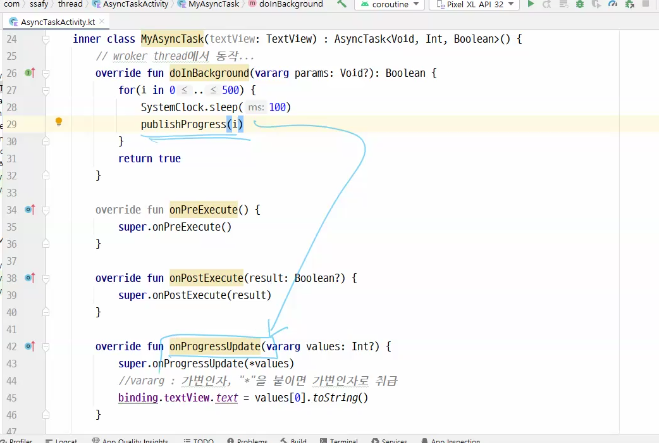 com ssafy thread AsyncTaskActivity MyAsyncTask doInBackground coroutine Pixel XL API 32
AsyncTaskActivity.kt
24 inner class MyAsyncTask(textView: TextView) : AsyncTask<Void, Int, Boolean>() {
25 // wroker thread에서 동작...
26 override fun doInBackground(vararg params: Void?): Boolean {
27 for(i in 0 ≤ .. ≤ 500) {
28 SystemClock.sleep( ms: 100)
29 publishProgress(i)
30 }
31 return true
32 }
33
34 override fun onPreExecute() {
35 super.onPreExecute()
36 }
37
38 override fun onPostExecute(result: Boolean?) {
39 super.onPostExecute(result)
40 }
41
42 override fun onProgressUpdate(vararg values: Int?) {
43 super.onProgressUpdate(*values)
44 //vararg : 가변인자, "*"을 붙이면 가변인자로 취급
45 binding.textView.text = values[0].toString()
46 }
47
Profiler Logcat App Quality Insights TODO Problems Build Terminal Services App Inspection